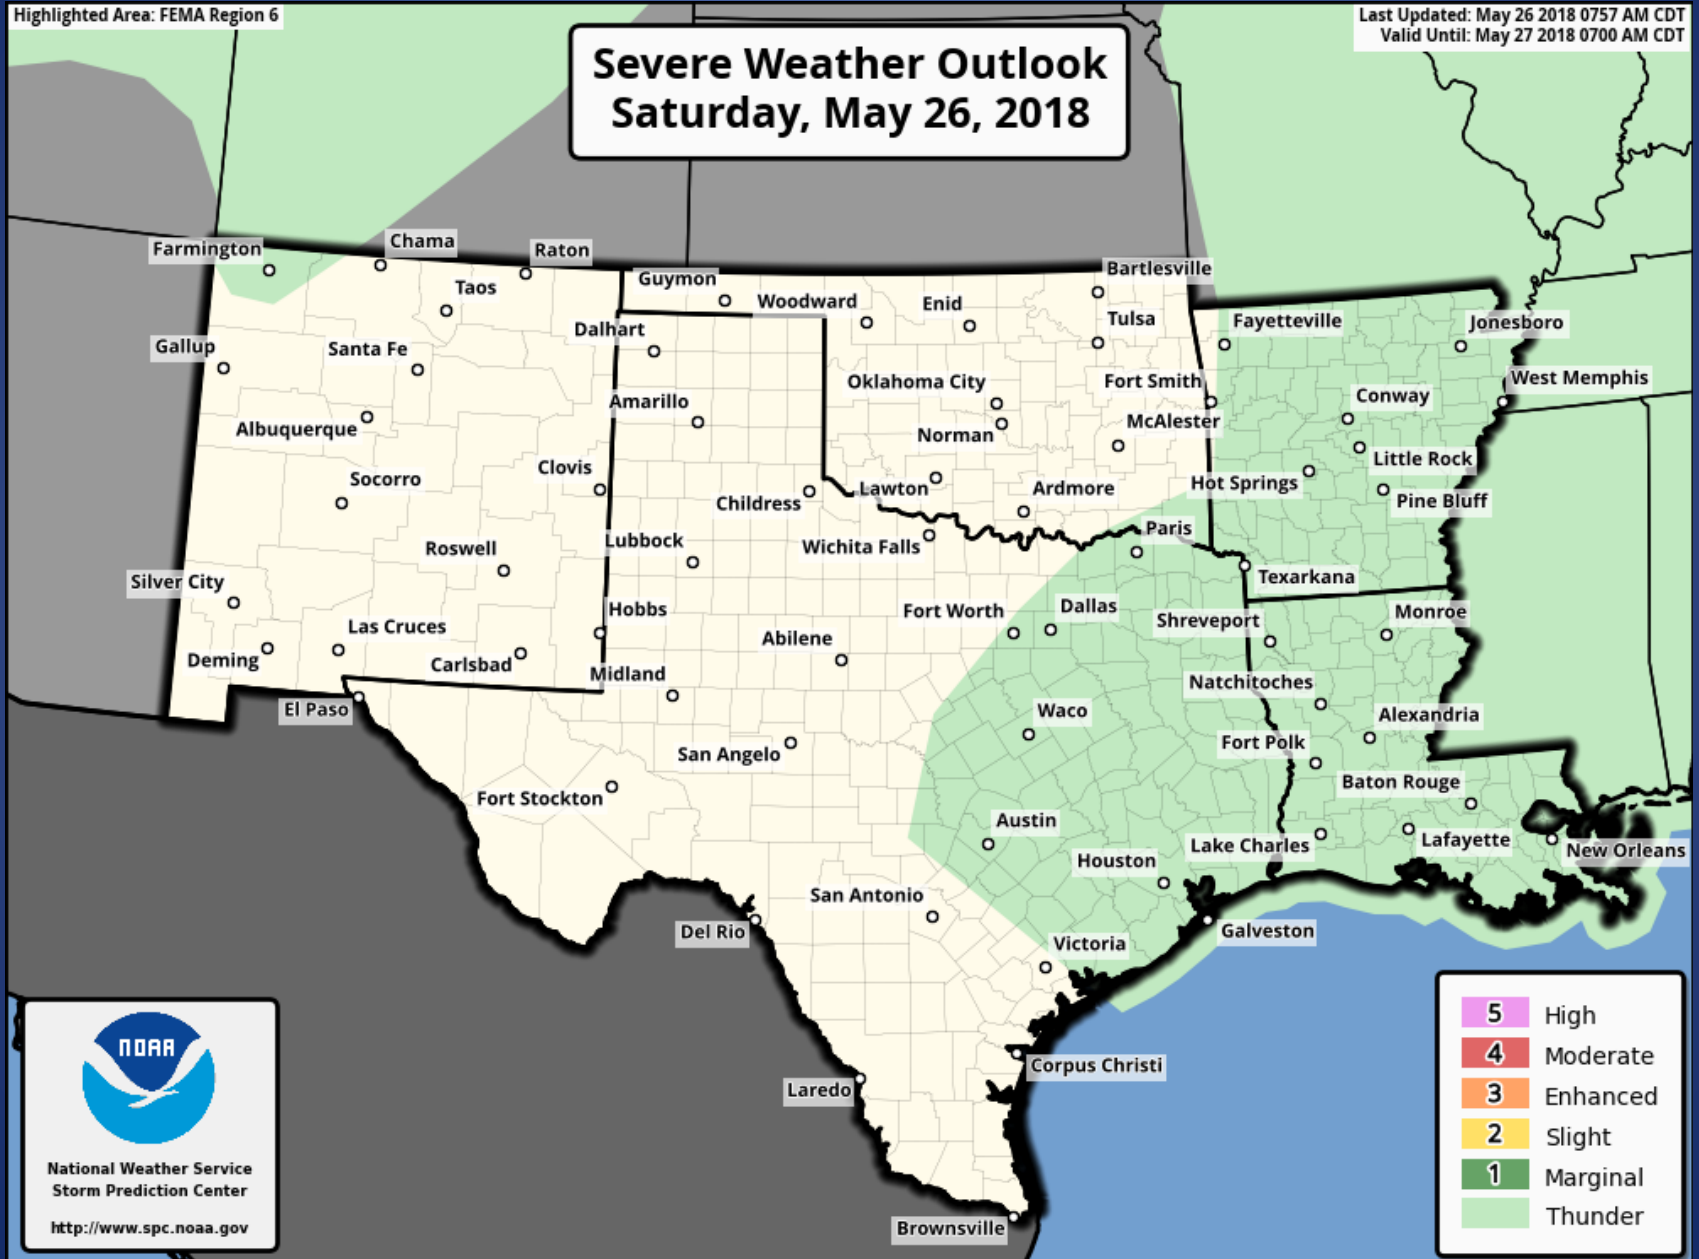 Highlighted Area: FEMA Region 6
Last Updated: May 26 2018 0757 AM CDT
Valid Until: May 27 2018 0700 AM CDT
Severe Weather Outlook
Saturday, May 26, 2018
Farmington
Chama
Raton
Taos
Guymon
Woodward
Enid
Bartlesville
Tulsa
Fayetteville
Jonesboro
Gallup
Santa Fe
Dalhart
Oklahoma City
Fort Smith
West Memphis
Conway
Albuquerque
Amarillo
Norman
McAlester
Little Rock
Socorro
Clovis
Childress
Lawton
Ardmore
Hot Springs
Pine Bluff
Roswell
Lubbock
Wichita Falls
Paris
Texarkana
Silver City
Las Cruces
Hobbs
Fort Worth
Dallas
Shreveport
Monroe
Deming
Carlsbad
Midland
Abilene
Natchitoches
El Paso
San Angelo
Waco
Fort Polk
Alexandria
Fort Stockton
Baton Rouge
Austin
Houston
Lake Charles
Lafayette
New Orleans
San Antonio
Del Rio
Victoria
Galveston
Corpus Christi
Laredo
Brownsville
NOAA
National Weather Service
Storm Prediction Center
http://www.spc.noaa.gov
5 High
4 Moderate
3 Enhanced
2 Slight
1 Marginal
Thunder